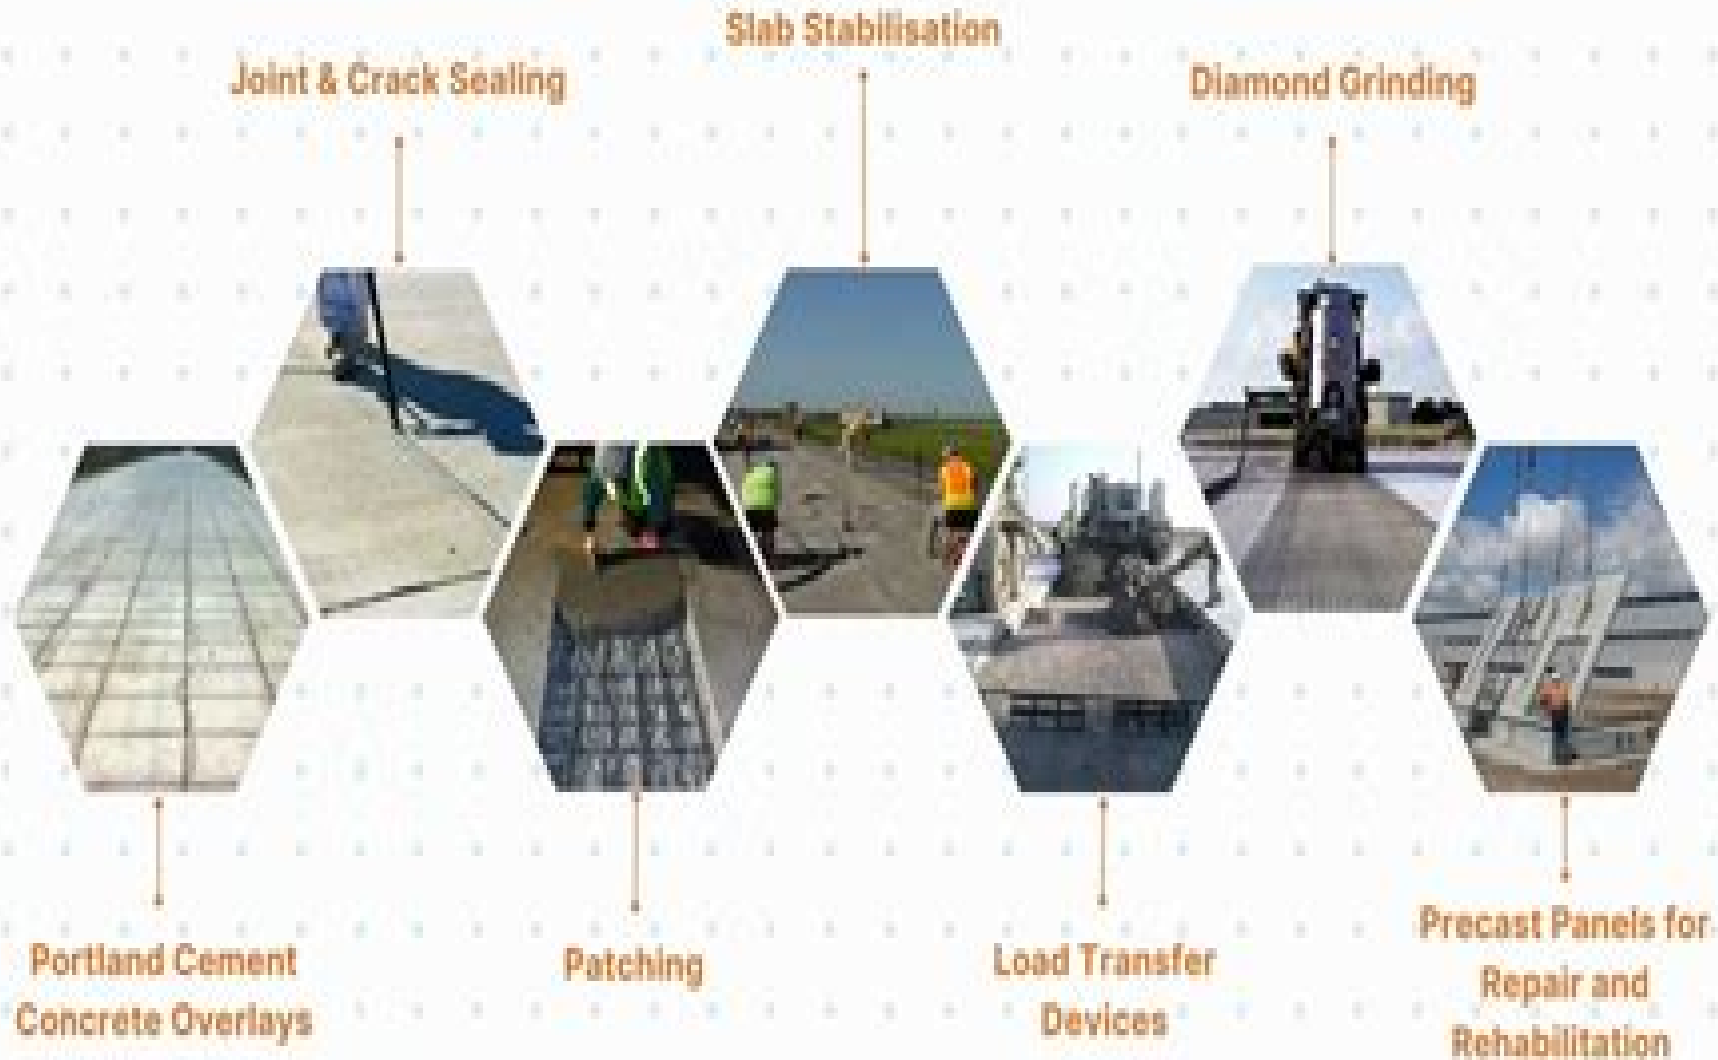 Slab Stabilisation
Joint & Crack Sealing
Diamond Grinding
Portland Cement
Concrete Overlays
Patching
Load Transfer
Devices
Precast Panels for
Repair and
Rehabilitation